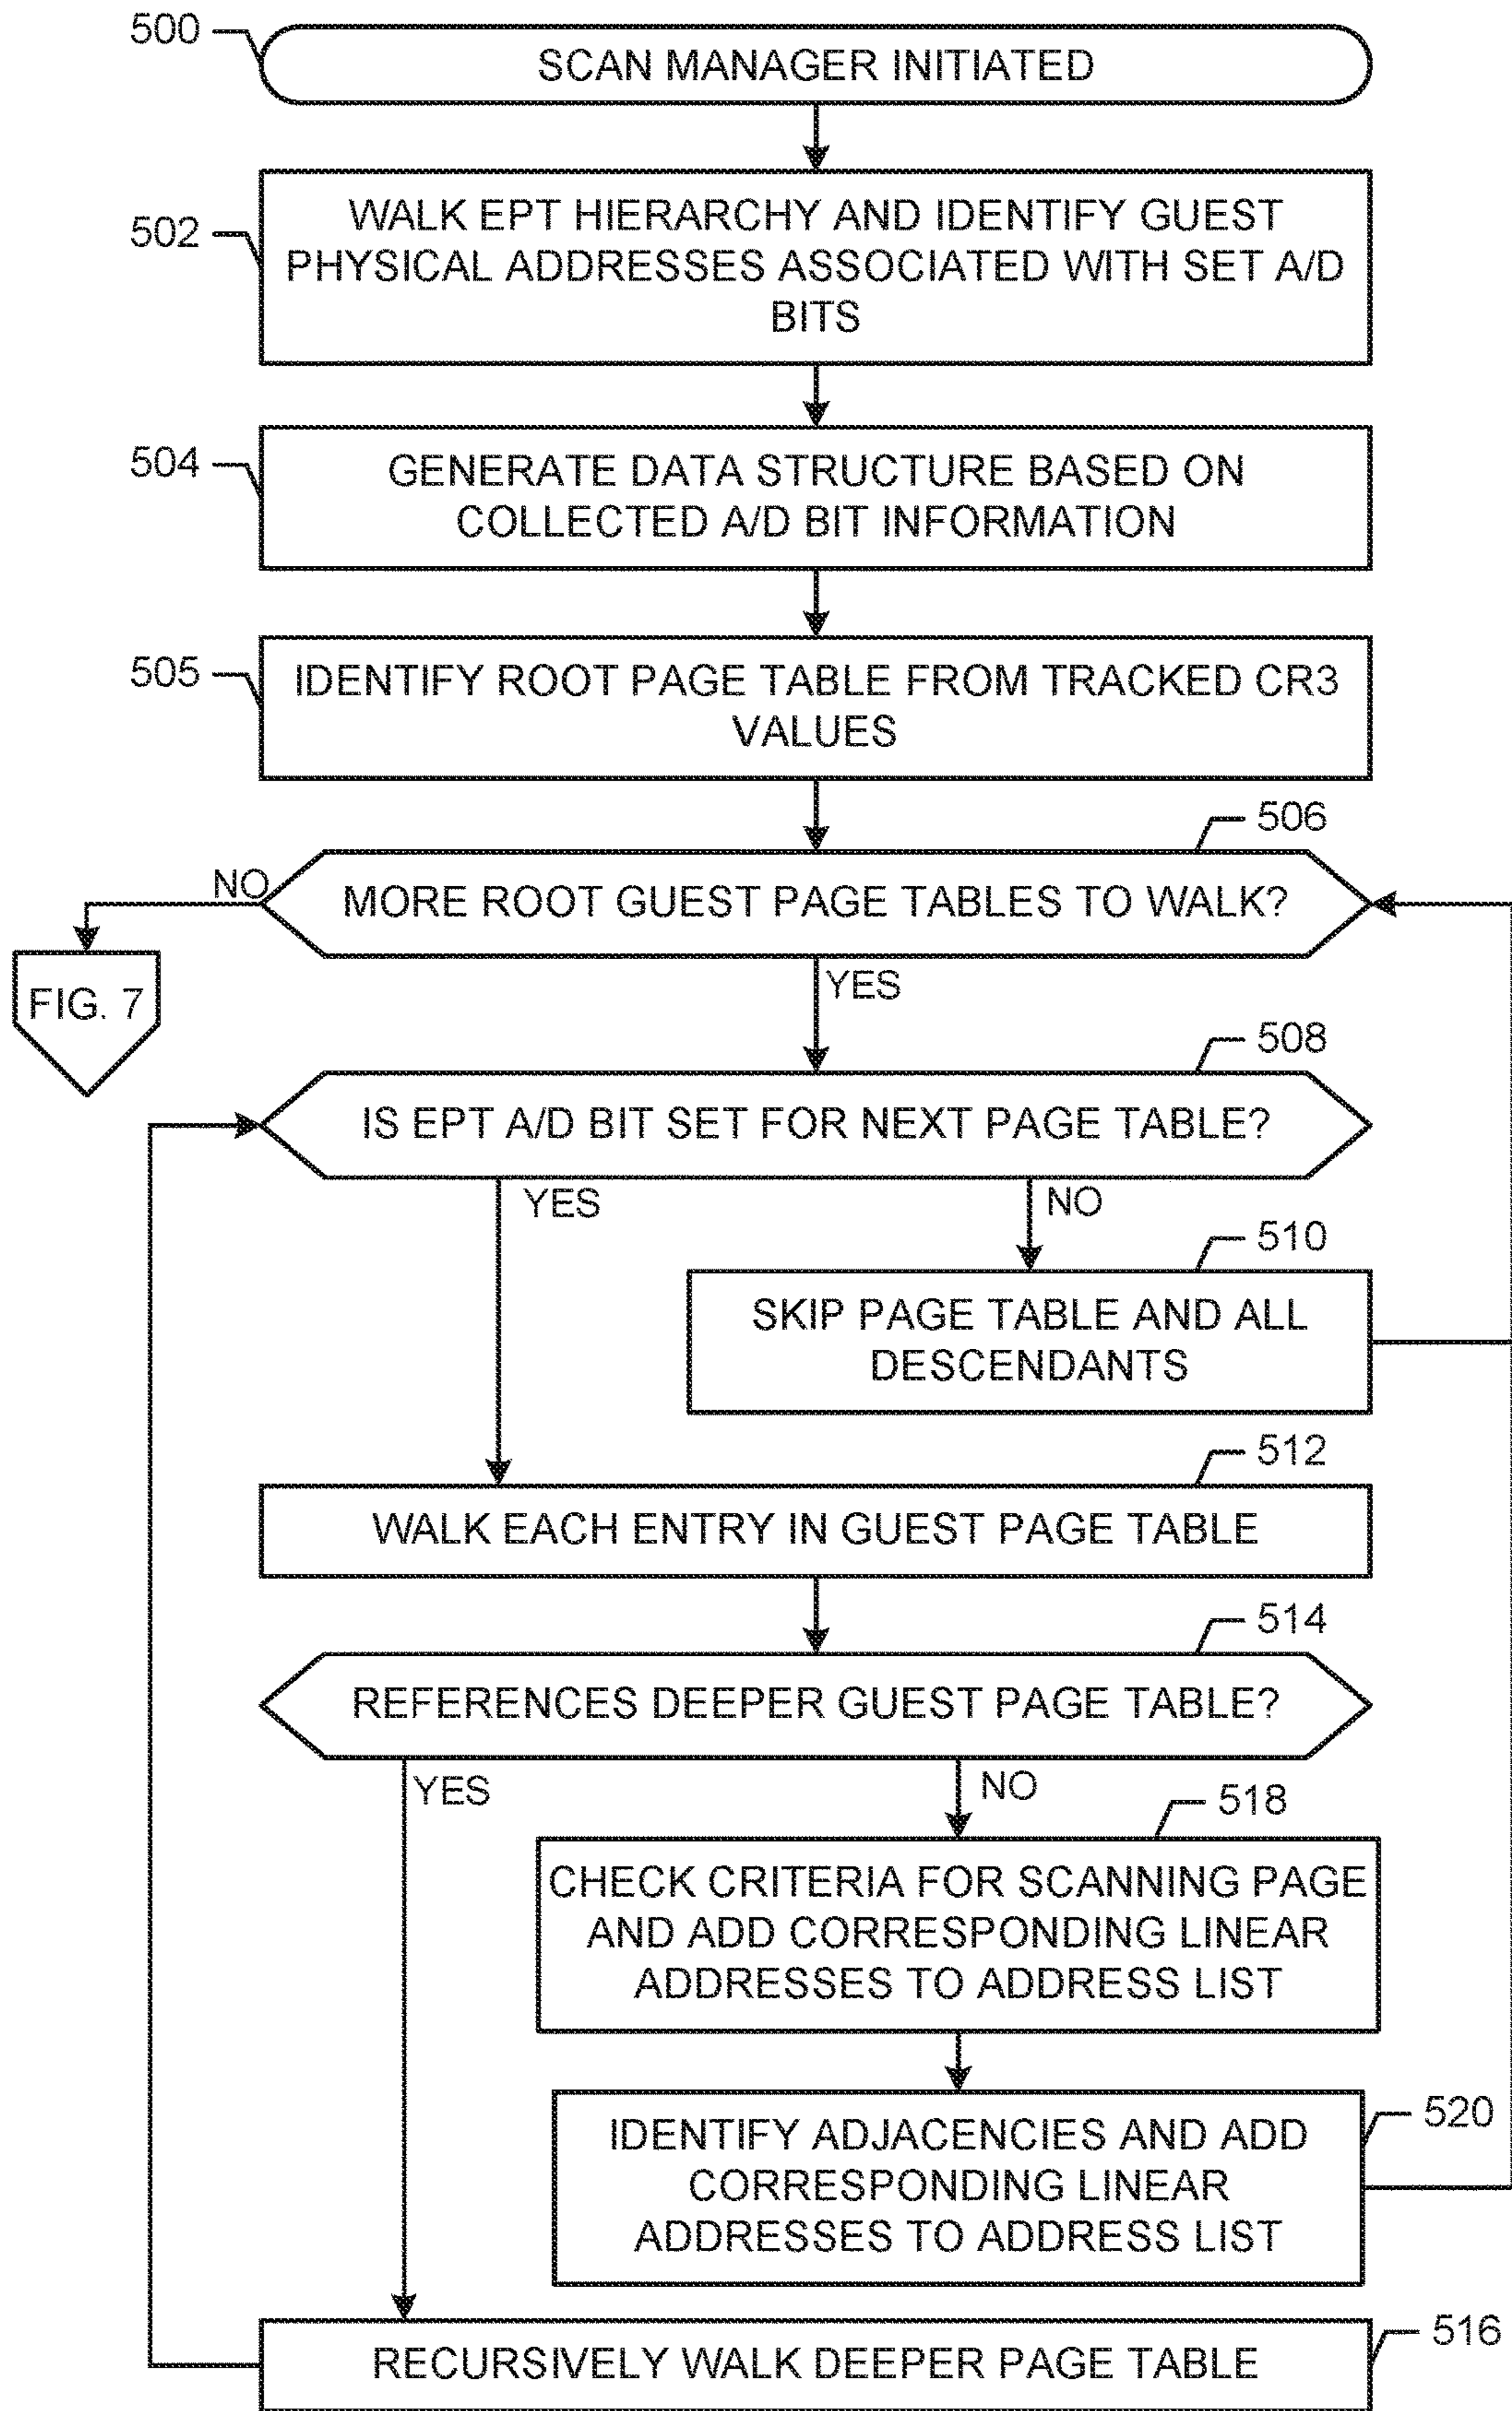 500
SCAN MANAGER INITIATED
502
WALK EPT HIERARCHY AND IDENTIFY GUEST
PHYSICAL ADDRESSES ASSOCIATED WITH SET A/D
BITS
504
GENERATE DATA STRUCTURE BASED ON
COLLECTED A/D BIT INFORMATION
505
IDENTIFY ROOT PAGE TABLE FROM TRACKED CR3
VALUES
506
NO
MORE ROOT GUEST PAGE TABLES TO WALK?
FIG. 7
YES
508
IS EPT A/D BIT SET FOR NEXT PAGE TABLE?
YES
NO
510
SKIP PAGE TABLE AND ALL
DESCENDANTS
512
WALK EACH ENTRY IN GUEST PAGE TABLE
514
REFERENCES DEEPER GUEST PAGE TABLE?
YES
NO
518
CHECK CRITERIA FOR SCANNING PAGE
AND ADD CORRESPONDING LINEAR
ADDRESSES TO ADDRESS LIST
520
IDENTIFY ADJACENCIES AND ADD
CORRESPONDING LINEAR
ADDRESSES TO ADDRESS LIST
516
RECURSIVELY WALK DEEPER PAGE TABLE